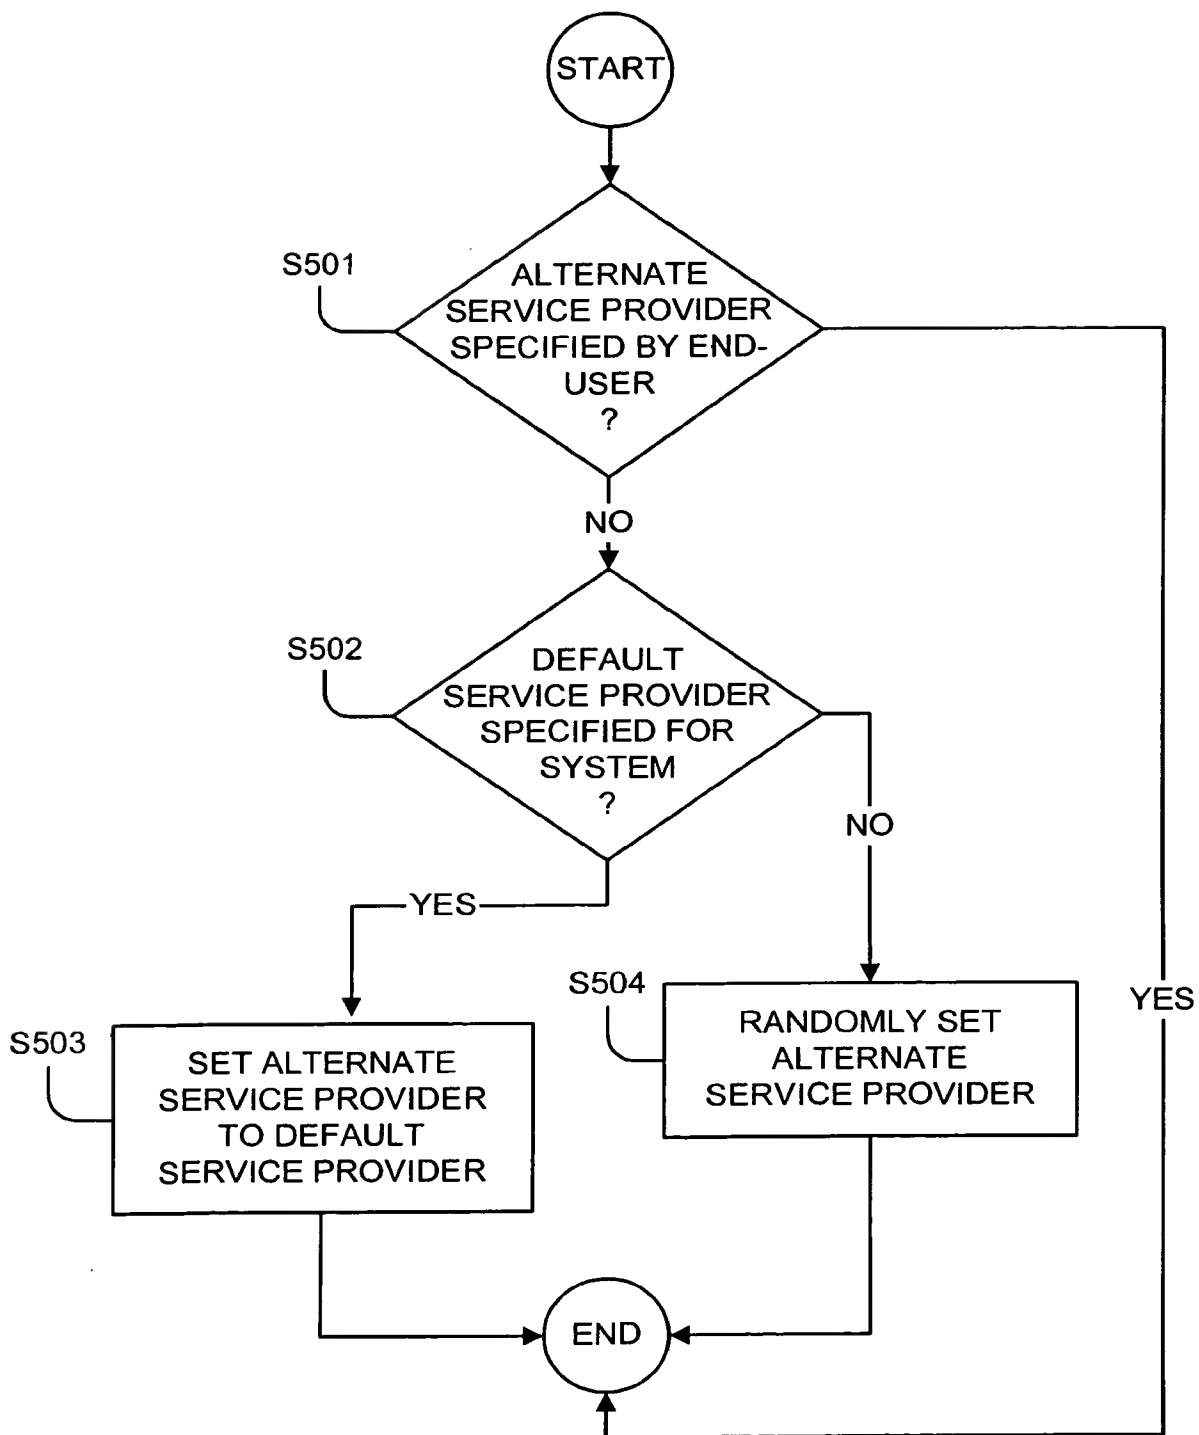 START
S501
ALTERNATE
SERVICE PROVIDER
SPECIFIED BY END-
USER
?
NO
S502
DEFAULT
SERVICE PROVIDER
SPECIFIED FOR
SYSTEM
?
NO
YES
S504
YES
RANDOMLY SET
ALTERNATE
SERVICE PROVIDER
S503
SET ALTERNATE
SERVICE PROVIDER
TO DEFAULT
SERVICE PROVIDER
END